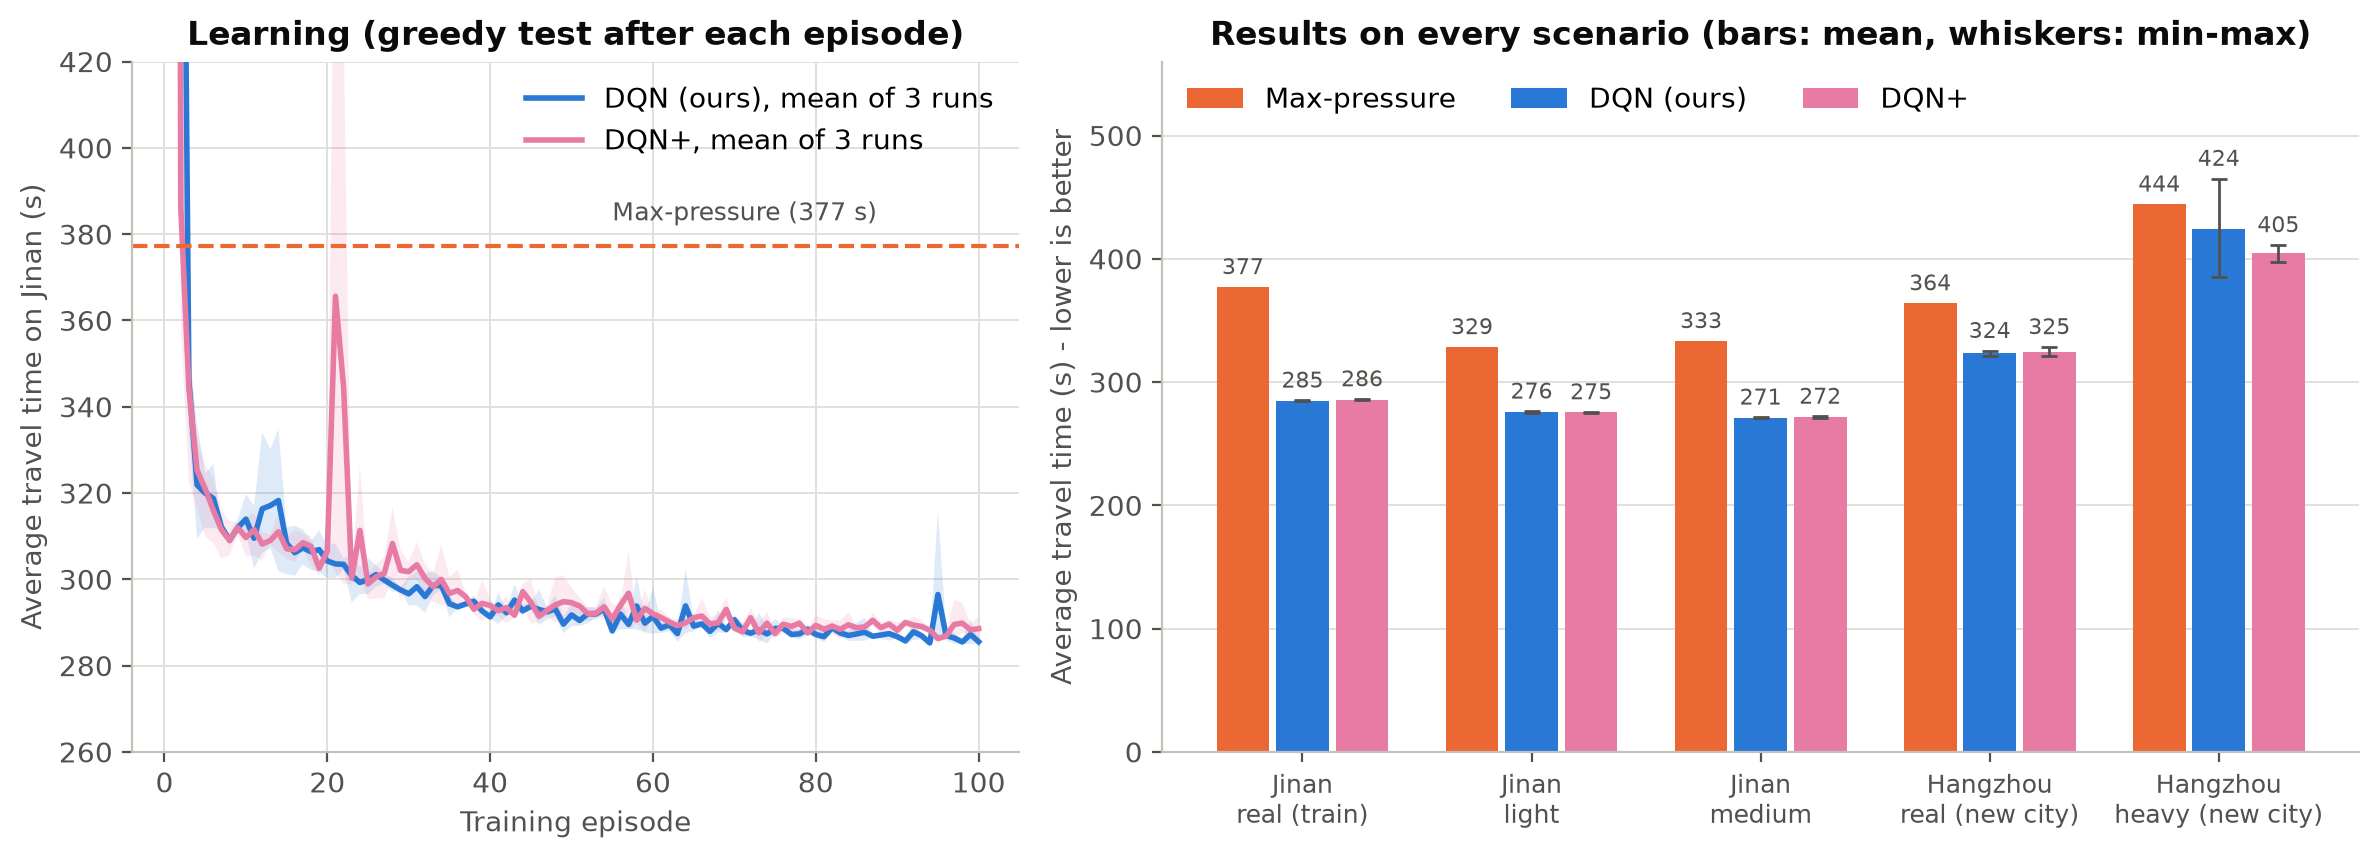 Learning (greedy test after each episode)
Average travel time on Jinan (s)
420
400
380
360
340
320
300
280
260
DQN (ours), mean of 3 runs
DQN+, mean of 3 runs
Max-pressure (377 s)
0 20 40 60 80 100
Training episode
Results on every scenario (bars: mean, whiskers: min-max)
Average travel time (s) - lower is better
Max-pressure DQN (ours) DQN+
500
400
300
200
100
0
377 285 286
329 276 275
333 271 272
364 324 325
444 424 405
Jinan
real (train)
Jinan
light
Jinan
medium
Hangzhou
real (new city)
Hangzhou
heavy (new city)